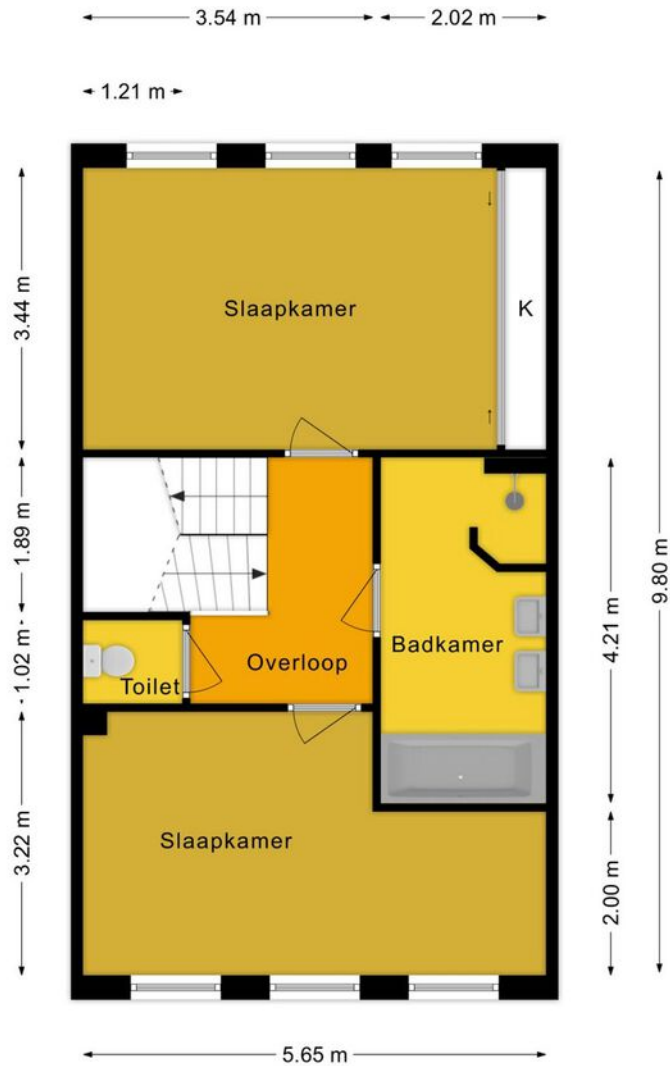 3.54 m
2.02 m
1.21 m
3.44 m
Slaapkamer
K
1.89 m
9.80 m
4.21 m
Badkamer
Overloop
1.02 m
Toilet
3.22 m
Slaapkamer
2.00 m
5.65 m